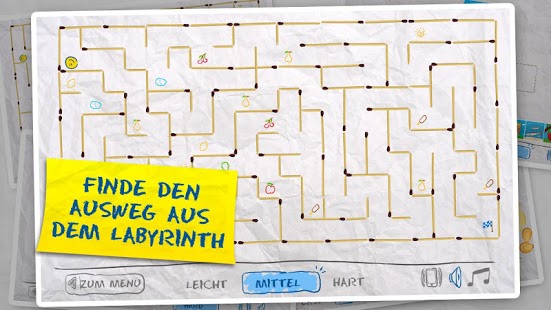 FINDE DEN
AUSWEG AUS
DEM LABYRINTH
ZUM MENÜ LEICHT MITTEL HART